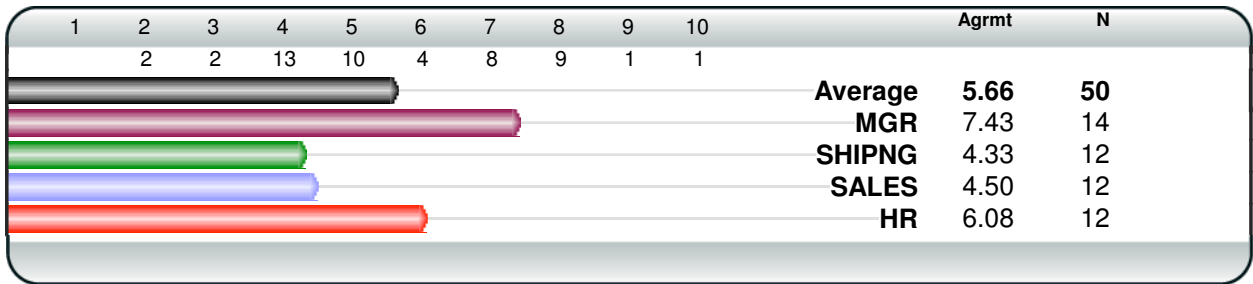 1 2 3 4 5 6 7 8 9 10 Agrmt N
2 2 13 10 4 8 9 1 1
Average 5.66 50
MGR 7.43 14
SHIPNG 4.33 12
SALES 4.50 12
HR 6.08 12